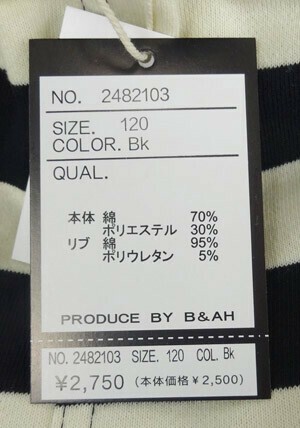 NO. 2482103
SIZE. 120
COLOR. Bk
QUAL.
本体 綿 70%
ポリエステル 30%
リブ 綿 95%
ポリウレタン 5%
PRODUCE BY B&AH
NO. 2482103 SIZE. 120 COL. Bk
¥2,750 (本体価格¥2,500)